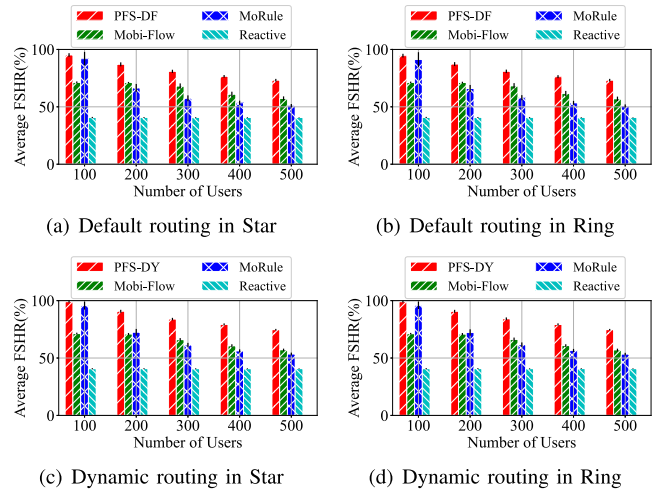 PFS-DF MoRule
Mobi-Flow Reactive
Average FSHR(%)
100
50
0
100 200 300 400 500
Number of Users
(a) Default routing in Star
PFS-DF MoRule
Mobi-Flow Reactive
Average FSHR(%)
100
50
0
100 200 300 400 500
Number of Users
(b) Default routing in Ring
PFS-DY MoRule
Mobi-Flow Reactive
Average FSHR(%)
100
50
0
100 200 300 400 500
Number of Users
(c) Dynamic routing in Star
PFS-DY MoRule
Mobi-Flow Reactive
Average FSHR(%)
100
50
0
100 200 300 400 500
Number of Users
(d) Dynamic routing in Ring